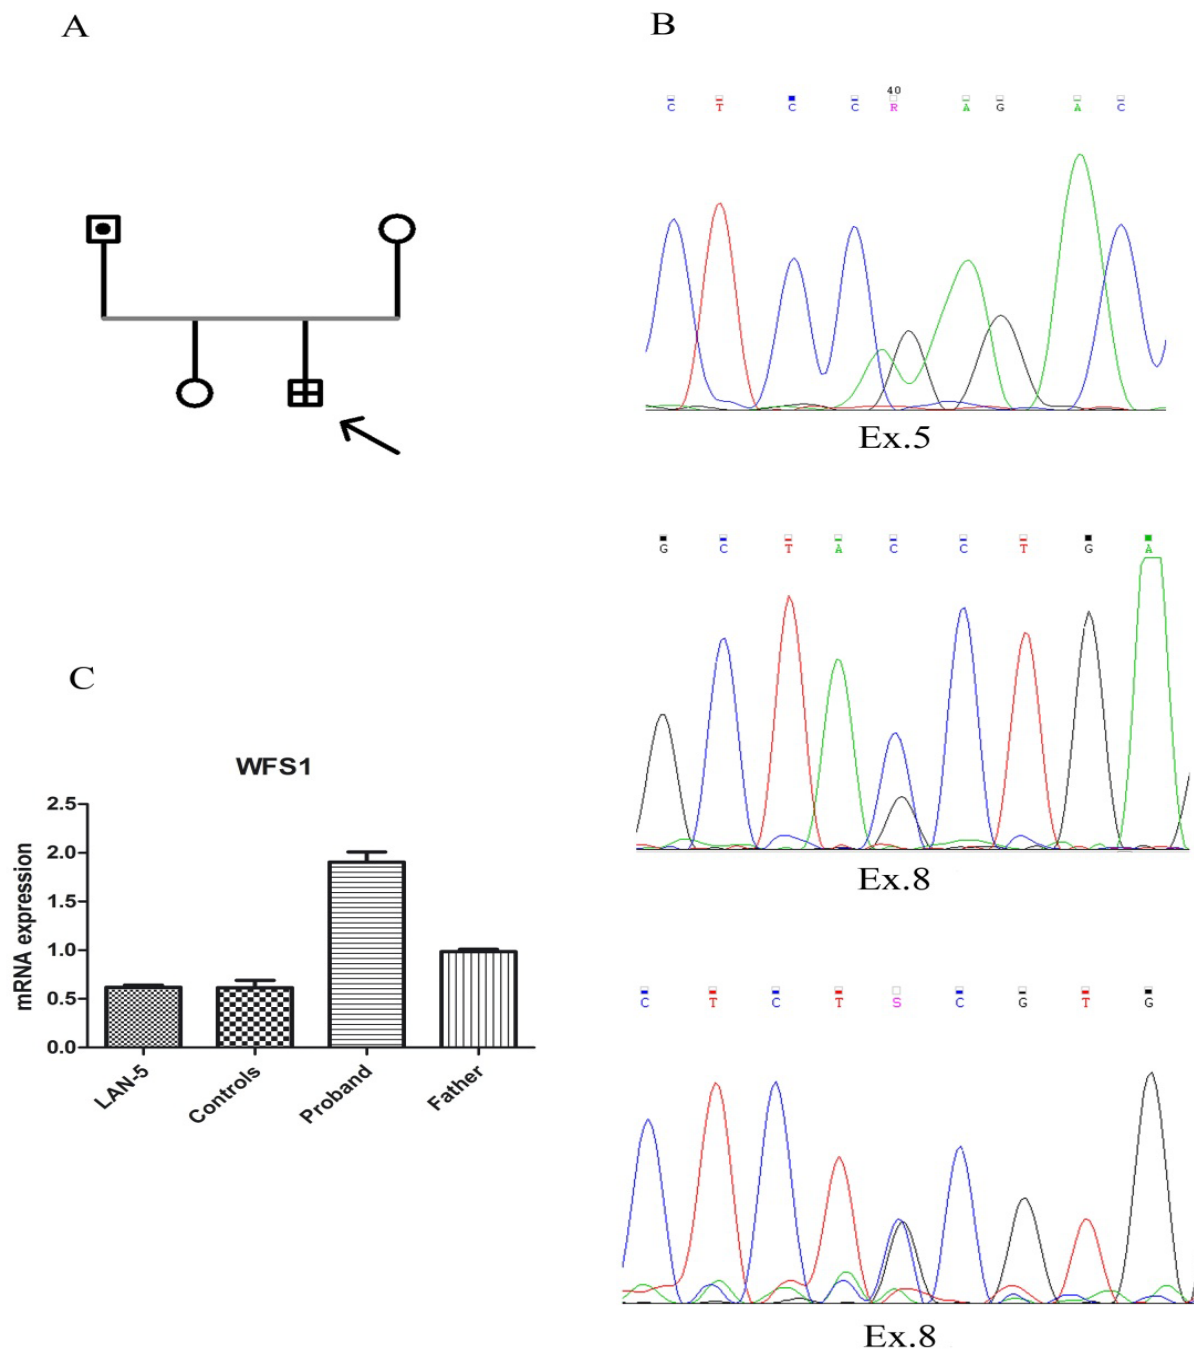 A
B
40
C T C C R A G A C
Ex.5
G C T A C C T G A
Ex.8
C
WFS1
mRNA expression
2.5
2.0
1.5
1.0
0.5
0.0
LAN-5
Controls
Proband
Father
C T C T S C G T G
Ex.8